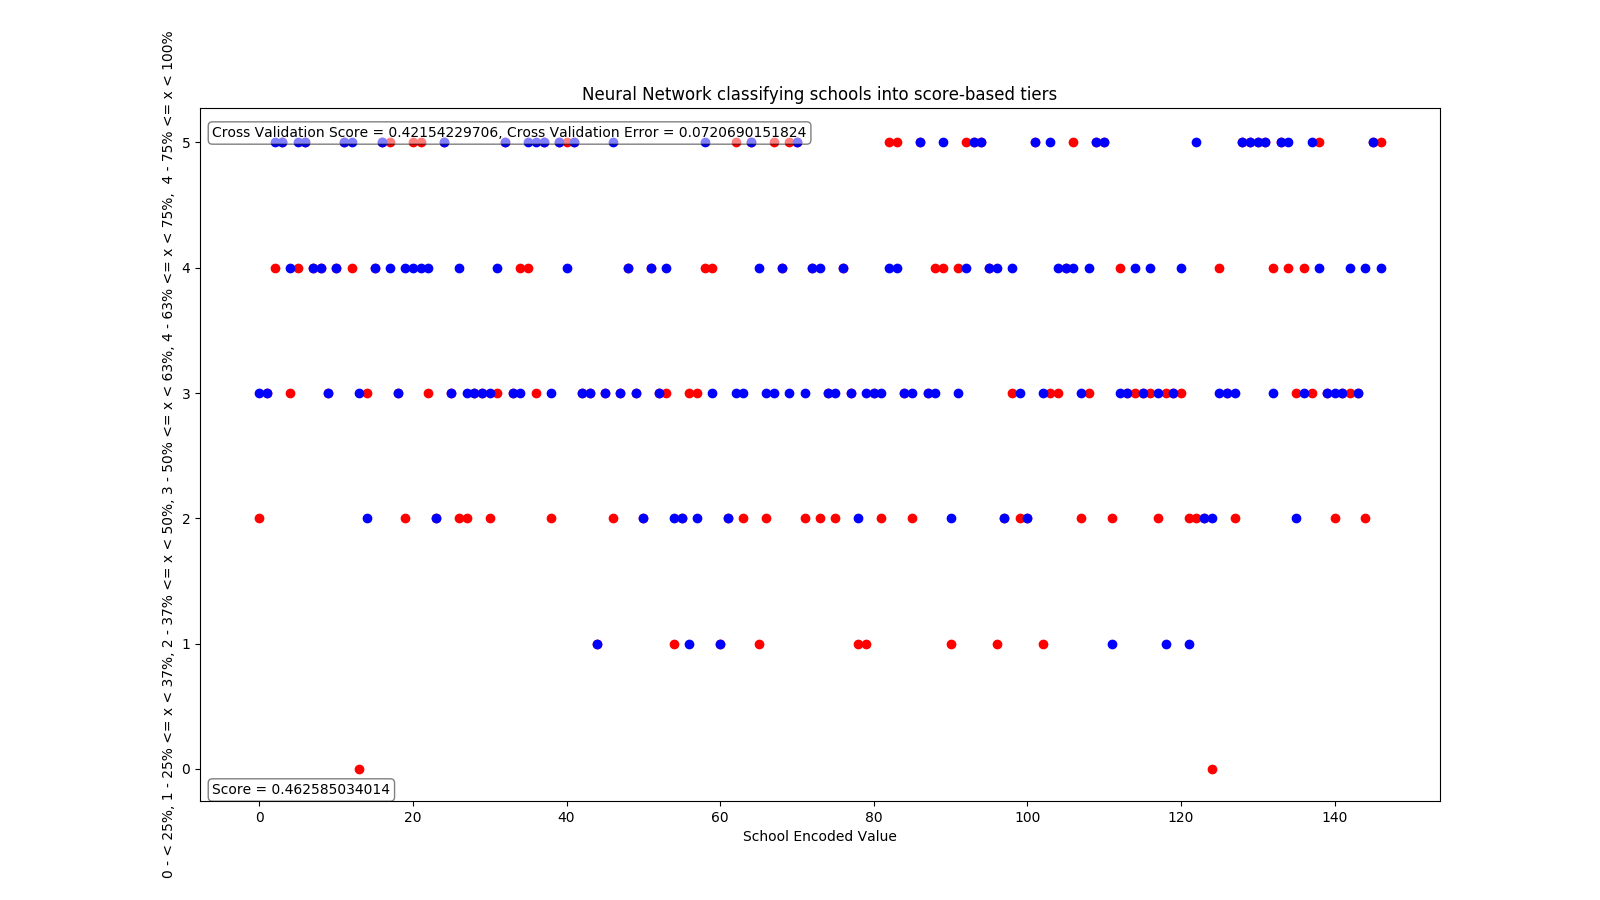 Neural Network classifying schools into score-based tiers
Cross Validation Score = 0.42154229706, Cross Validation Error = 0.0720690151824
5
4
3
2
1
0
0 - < 25%, 1 - 25% <= x < 37%, 2 - 37% <= x < 50%, 3 - 50% <= x < 63%, 4 - 63% <= x < 75%, 4 - 75% <= x < 100%
Score = 0.462585034014
0 20 40 60 80 100 120 140
School Encoded Value